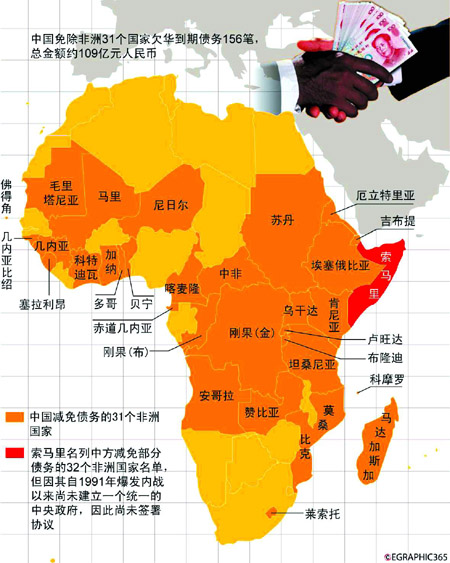 中国免除非洲31个国家欠华到期债务156笔，
总金额约109亿元人民币
佛得角
毛里
塔尼亚
马里
尼日尔
苏丹
厄立特里亚
吉布提
几内亚比绍
几内亚
科特
迪瓦
加纳
中非
埃塞俄比亚
索马里
塞拉利昂
多哥
贝宁
喀麦隆
赤道几内亚
乌干达
肯尼亚
刚果(布)
刚果(金)
卢旺达
布隆迪
坦桑尼亚
科摩罗
安哥拉
赞比亚
莫桑
比克
马达加斯加
莱索托
中国减免债务的31个非洲
国家
索马里名列中方减免部分
债务的32个非洲国家名单，
但因其自1991年爆发内战
以来尚未建立一个统一的
中央政府，因此尚未签署
协议
©EGRAPHIC365